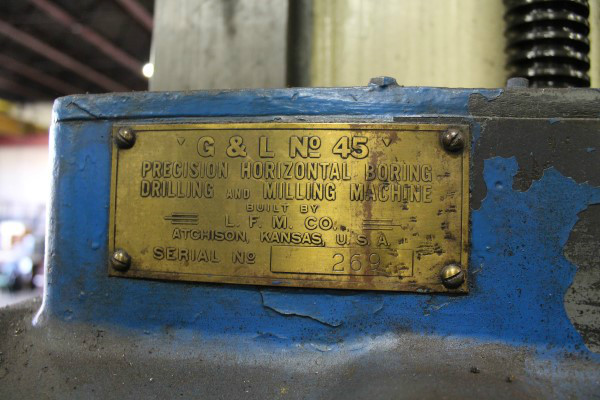 G & L Nº 45
PRECISION HORIZONTAL BORING
DRILLING AND MILLING MACHINE
BUILT BY
L. F. M. CO.
ATCHISON, KANSAS, U. S. A.
SERIAL Nº 269